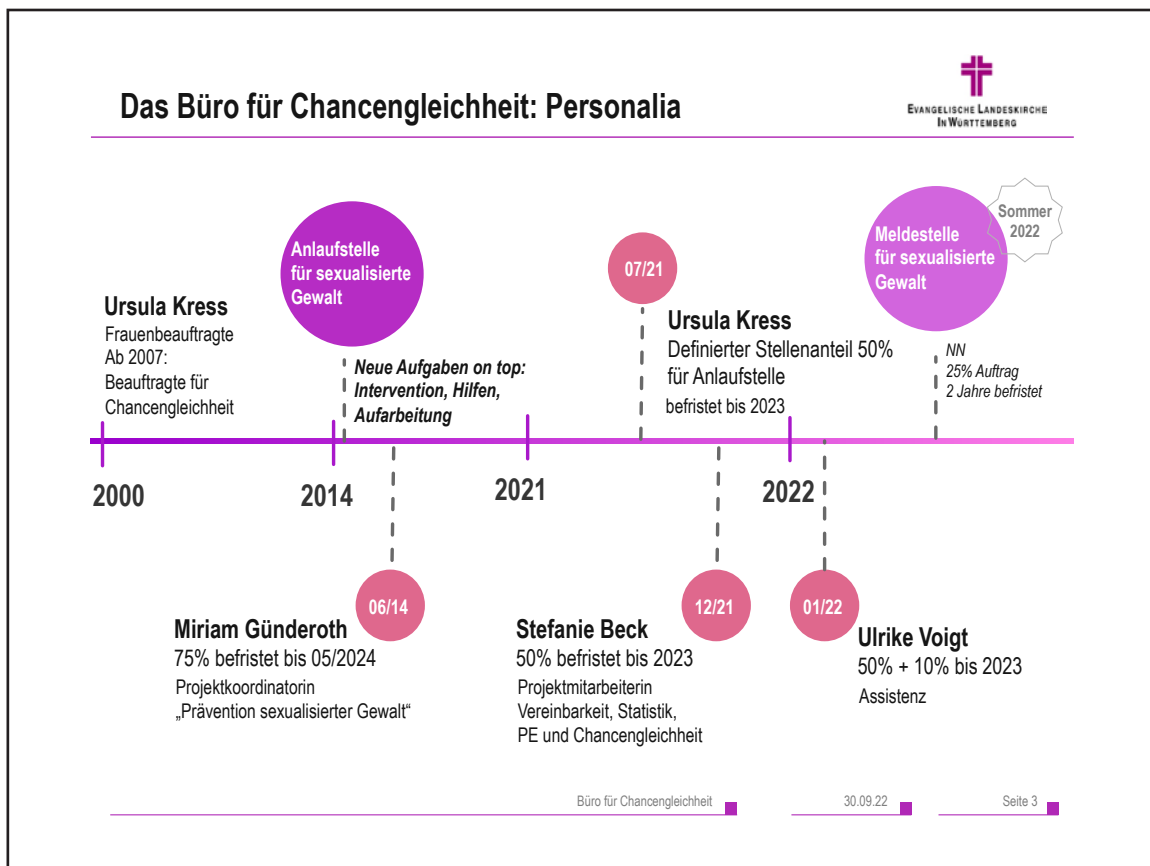 Das Büro für Chancengleichheit: Personalia
EVANGELISCHE LANDESKIRCHE
IN WÜRTTEMBERG
Anlaufstelle
für sexualisierte
Gewalt
07/21
Meldestelle
für sexualisierte
Gewalt
Sommer
2022
Ursula Kress
Frauenbeauftragte
Ab 2007:
Beauftragte für
Chancengleichheit
Neue Aufgaben on top:
Intervention, Hilfen,
Aufarbeitung
Ursula Kress
Definierter Stellenanteil 50%
für Anlaufstelle
befristet bis 2023
NN
25% Auftrag
2 Jahre befristet
2000
2014
2021
2022
06/14
Miriam Günderoth
75% befristet bis 05/2024
Projektkoordinatorin
„Prävention sexualisierter Gewalt“
12/21
Stefanie Beck
50% befristet bis 2023
Projektmitarbeiterin
Vereinbarkeit, Statistik,
PE und Chancengleichheit
01/22
Ulrike Voigt
50% + 10% bis 2023
Assistenz
Büro für Chancengleichheit
30.09.22
Seite 3